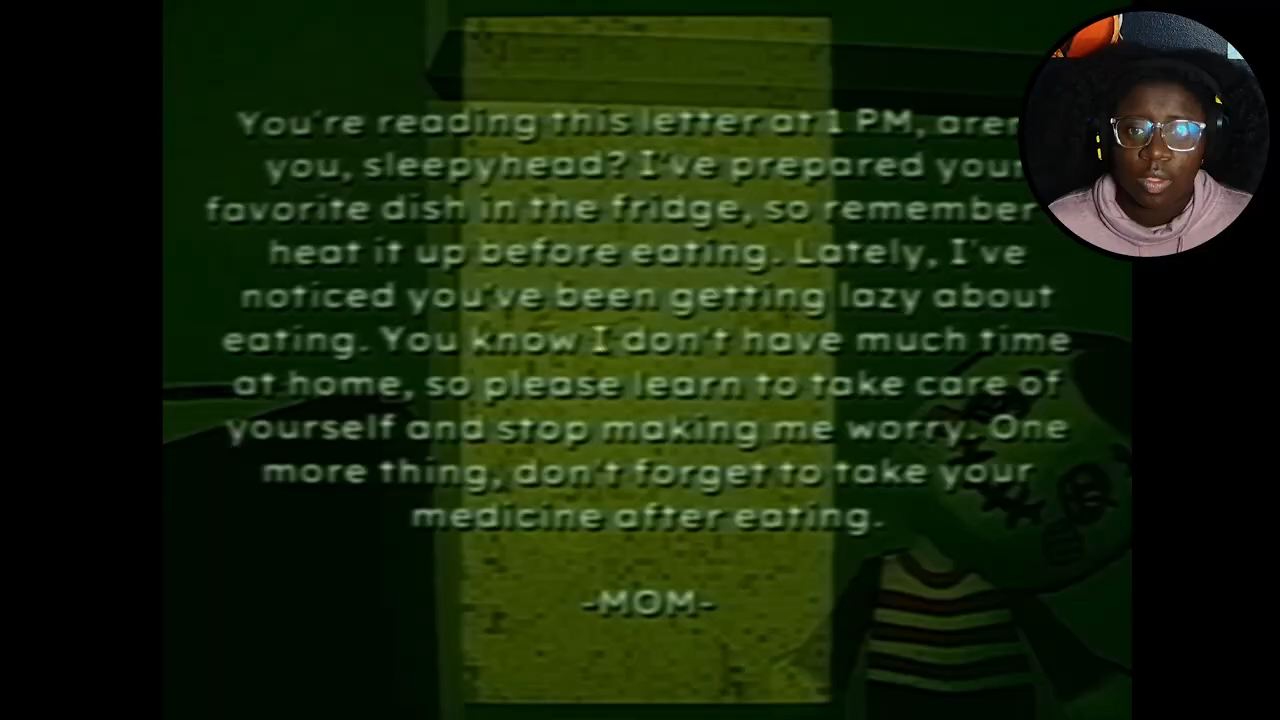 You're reading this letter at 1 PM, aren
you, sleepyhead? I've prepared your
favorite dish in the fridge, so remember
heat it up before eating. Lately, I've
noticed you've been getting lazy about
eating. You know I don't have much time
at home, so please learn to take care of
yourself and stop making me worry. One
more thing, don't forget to take your
medicine after eating.
-MOM-